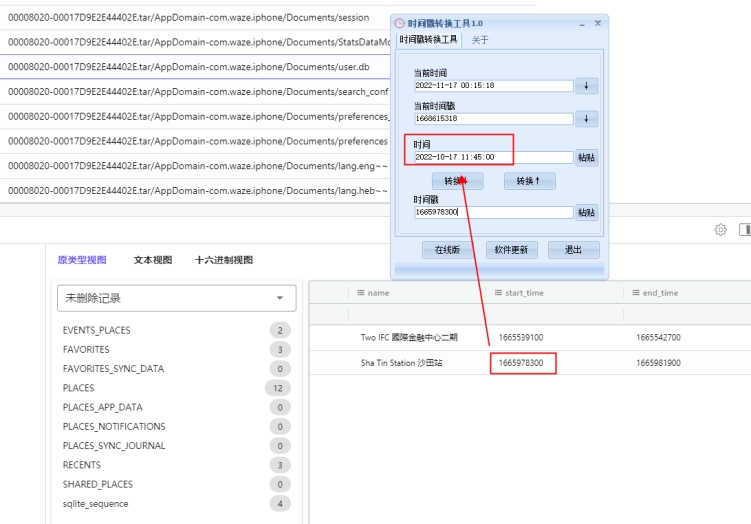 00008020-00017D9E2E44402E.tar/AppDomain-com.waze.iphone/Documents/session
00008020-00017D9E2E44402E.tar/AppDomain-com.waze.iphone/Documents/StatsDataMo
00008020-00017D9E2E44402E.tar/AppDomain-com.waze.iphone/Documents/user.db
00008020-00017D9E2E44402E.tar/AppDomain-com.waze.iphone/Documents/search_conf
00008020-00017D9E2E44402E.tar/AppDomain-com.waze.iphone/Documents/preferences_
00008020-00017D9E2E44402E.tar/AppDomain-com.waze.iphone/Documents/preferences
00008020-00017D9E2E44402E.tar/AppDomain-com.waze.iphone/Documents/lang.eng~~
00008020-00017D9E2E44402E.tar/AppDomain-com.waze.iphone/Documents/lang.heb~~
时间戳转换工具1.0
时间戳转换工具 关于
当前时间
2022-11-17 00:15:18 ↓
当前时间戳
1668615318 ↓
时间
2022-10-17 11:45:00 粘贴
转换↓ 转换↑
时间戳
1665978300 粘贴
在线版 软件更新 退出
原类型视图 文本视图 十六进制视图
未删除记录
EVENTS_PLACES 2
FAVORITES 3
FAVORITES_SYNC_DATA 0
PLACES 12
PLACES_APP_DATA 0
PLACES_NOTIFICATIONS 0
PLACES_SYNC_JOURNAL 0
RECENTS 3
SHARED_PLACES 0
sqlite_sequence 4
name start_time end_time
Two IFC 國際金融中心二期 1665539100 1665542700
Sha Tin Station 沙田站 1665978300 1665981900